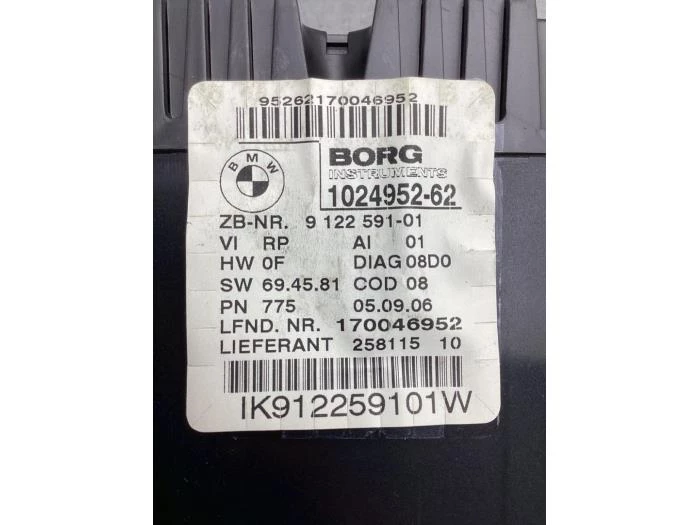 95262170046952
BMW
BORG
INSTRUMENTS
1024952-62
ZB-NR. 9 122 591-01
VI RP AI 01
HW 0F DIAG 08D0
SW 69.45.81 COD 08
PN 775 05.09.06
LFND. NR. 170046952
LIEFERANT 258115 10
IK912259101W